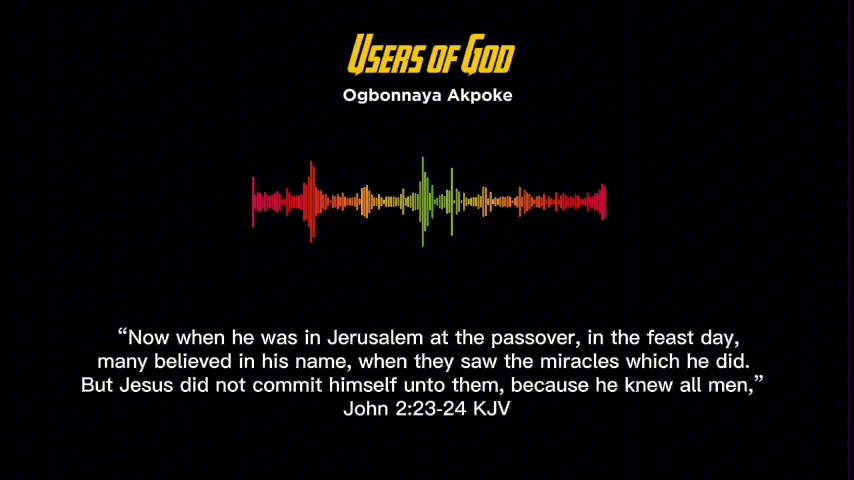 USERS OF GOD
Ogbonnaya Akpoke
“Now when he was in Jerusalem at the passover, in the feast day,
many believed in his name, when they saw the miracles which he did.
But Jesus did not commit himself unto them, because he knew all men,”
John 2:23-24 KJV